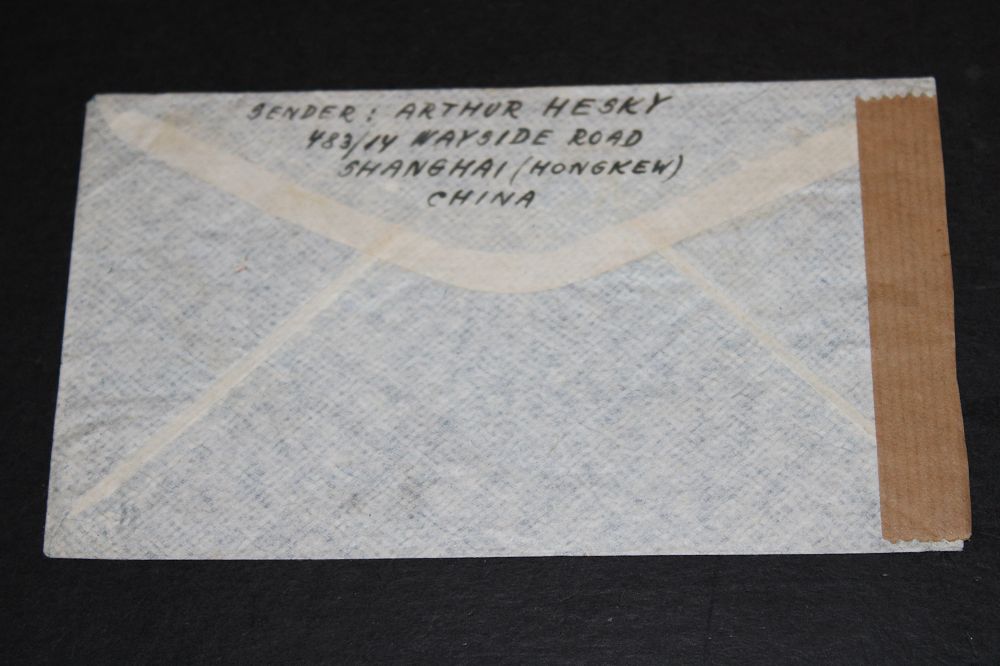 SENDER: ARTHUR HESKY
483/14 WAYSIDE ROAD
SHANGHAI (HONGKEW)
CHINA